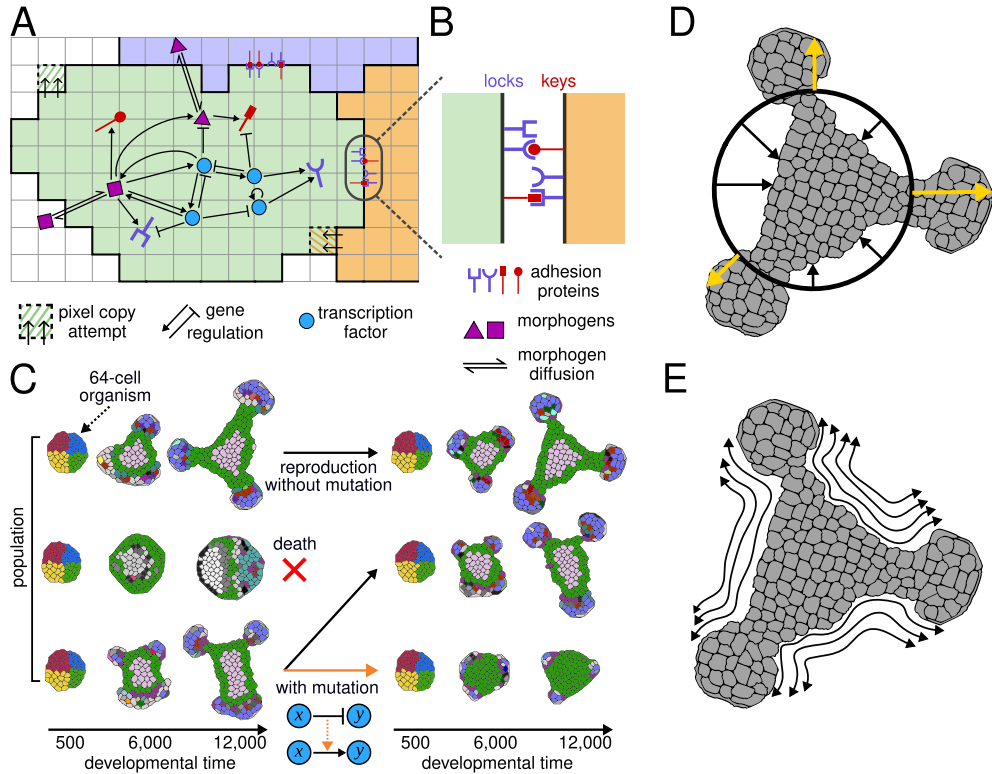 A
B
locks
keys
adhesion
proteins
morphogens
morphogen
diffusion
pixel copy
attempt
gene
regulation
transcription
factor
C
64-cell
organism
population
reproduction
without mutation
death
with mutation
x
y
x
y
500
6,000
12,000
developmental time
500
6,000
12,000
developmental time
D
E